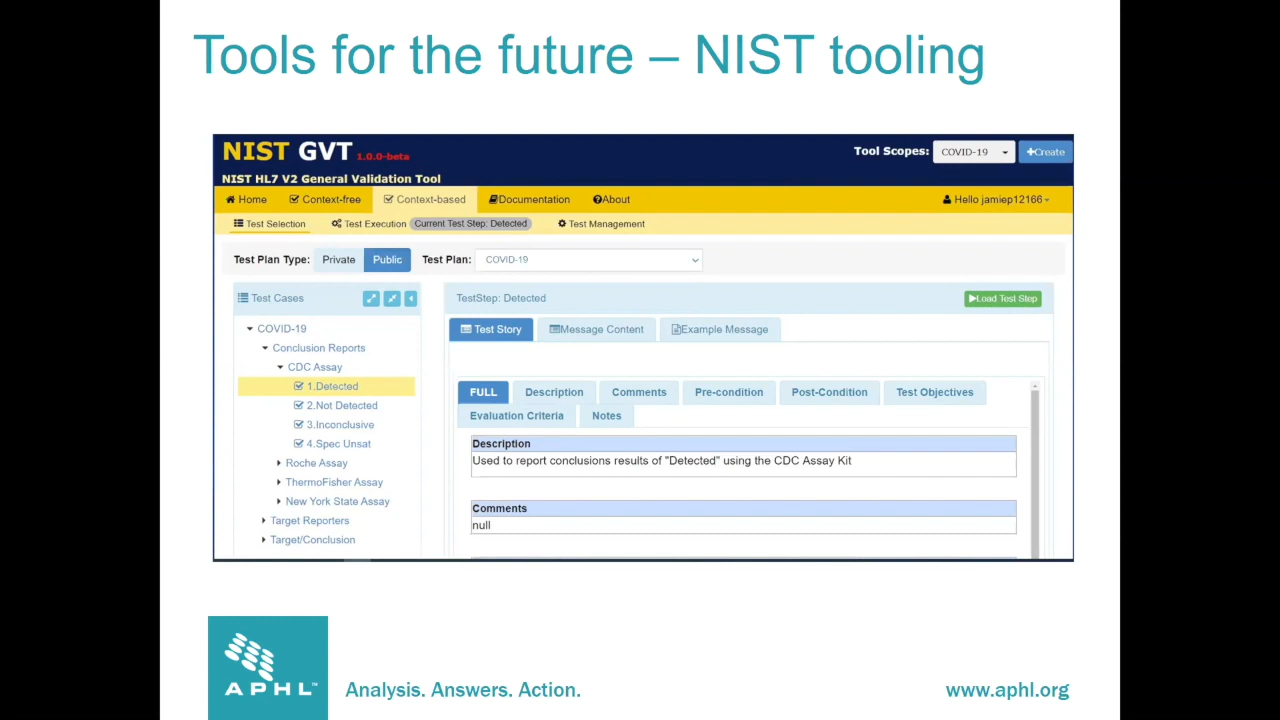 Tools for the future – NIST tooling
NIST GVT 1.0.0-beta
Tool Scopes: COVID-19 +Create
NIST HL7 V2 General Validation Tool
Home Context-free Context-based Documentation About Hello jamiep12166
Test Selection Test Execution Current Test Step: Detected Test Management
Test Plan Type: Private Public Test Plan: COVID-19
Test Cases
COVID-19
Conclusion Reports
CDC Assay
1.Detected
2.Not Detected
3.Inconclusive
4.Spec Unsat
Roche Assay
ThermoFisher Assay
New York State Assay
Target Reporters
Target/Conclusion
TestStep: Detected Load Test Step
Test Story Message Content Example Message
FULL Description Comments Pre-condition Post-Condition Test Objectives
Evaluation Criteria Notes
Description
Used to report conclusions results of "Detected" using the CDC Assay Kit
Comments
null
APHL™
Analysis. Answers. Action.
www.aphl.org